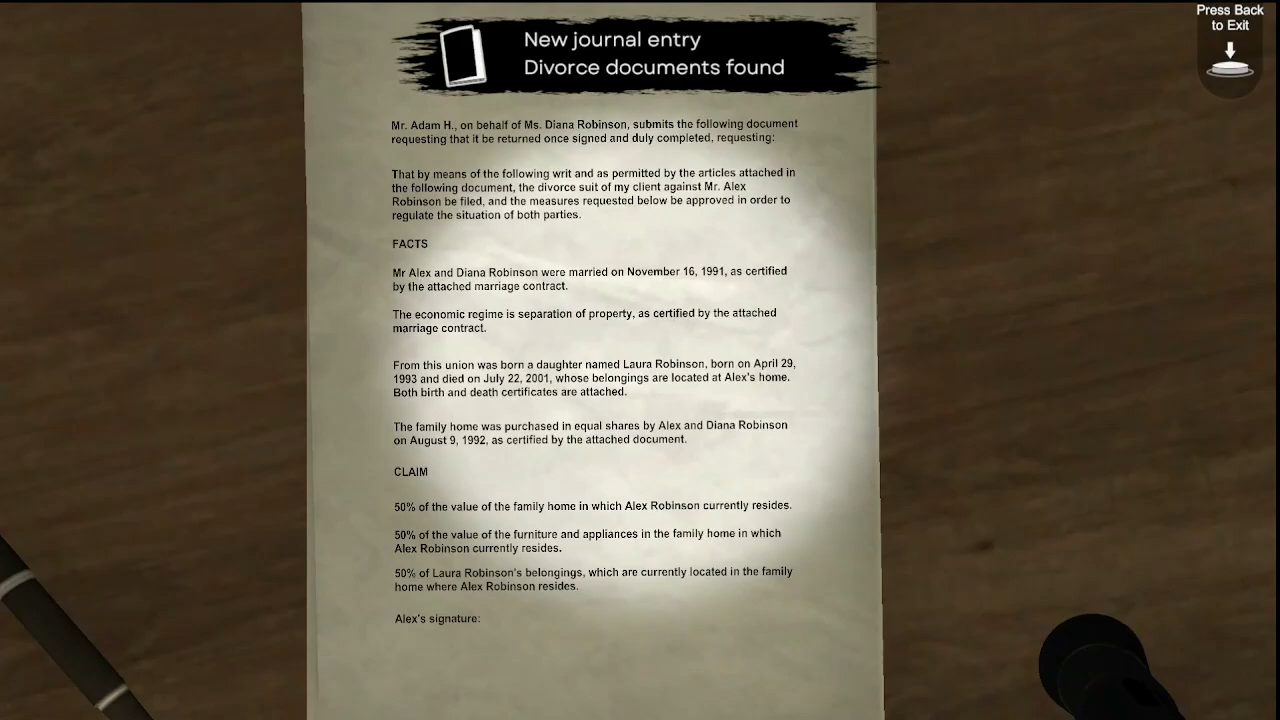 Press Back
to Exit
New journal entry
Divorce documents found
Mr. Adam H., on behalf of Ms. Diana Robinson, submits the following document
requesting that it be returned once signed and duly completed, requesting:
That by means of the following writ and as permitted by the articles attached in
the following document, the divorce suit of my client against Mr. Alex
Robinson be filed, and the measures requested below be approved in order to
regulate the situation of both parties.
FACTS
Mr Alex and Diana Robinson were married on November 16, 1991, as certified
by the attached marriage contract.
The economic regime is separation of property, as certified by the attached
marriage contract.
From this union was born a daughter named Laura Robinson, born on April 29,
1993 and died on July 22, 2001, whose belongings are located at Alex's home.
Both birth and death certificates are attached.
The family home was purchased in equal shares by Alex and Diana Robinson
on August 9, 1992, as certified by the attached document.
CLAIM
50% of the value of the family home in which Alex Robinson currently resides.
50% of the value of the furniture and appliances in the family home in which
Alex Robinson currently resides.
50% of Laura Robinson's belongings, which are currently located in the family
home where Alex Robinson resides.
Alex's signature: